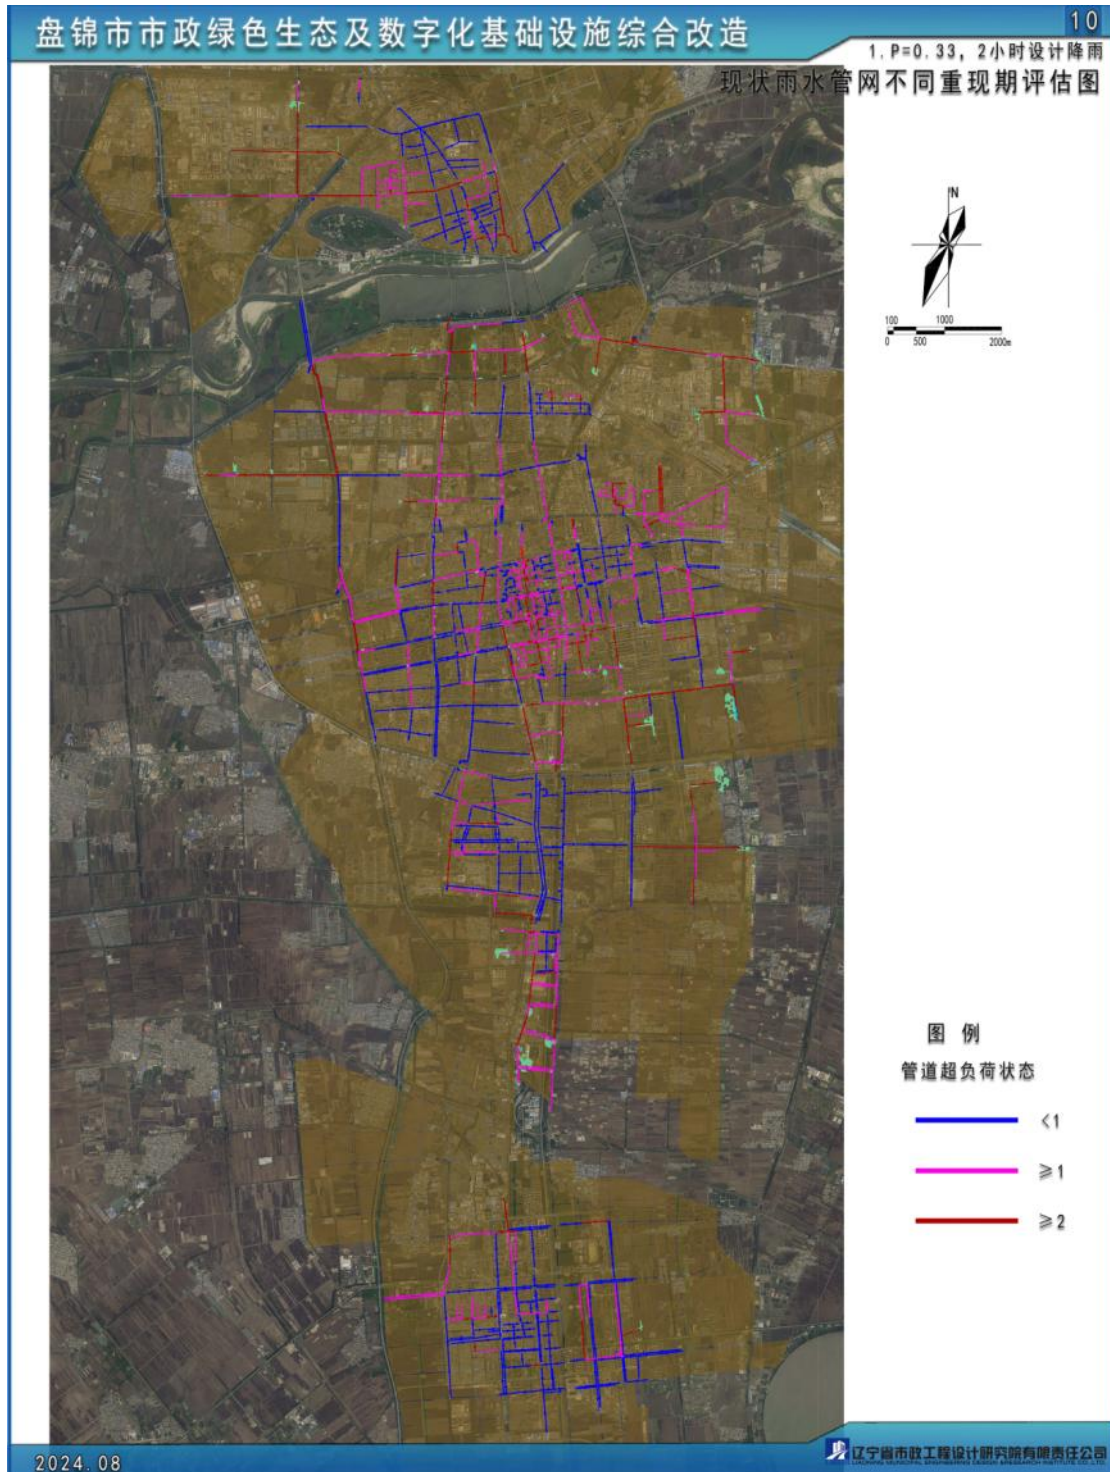 盘锦市市政绿色生态及数字化基础设施综合改造
10
1.P=0.33，2小时设计降雨
现状雨水管网不同重现期评估图
N
100 1000
0 500 2000m
图 例
管道超负荷状态
<1
≥1
≥2
2024.08
辽宁省市政工程设计研究院有限责任公司